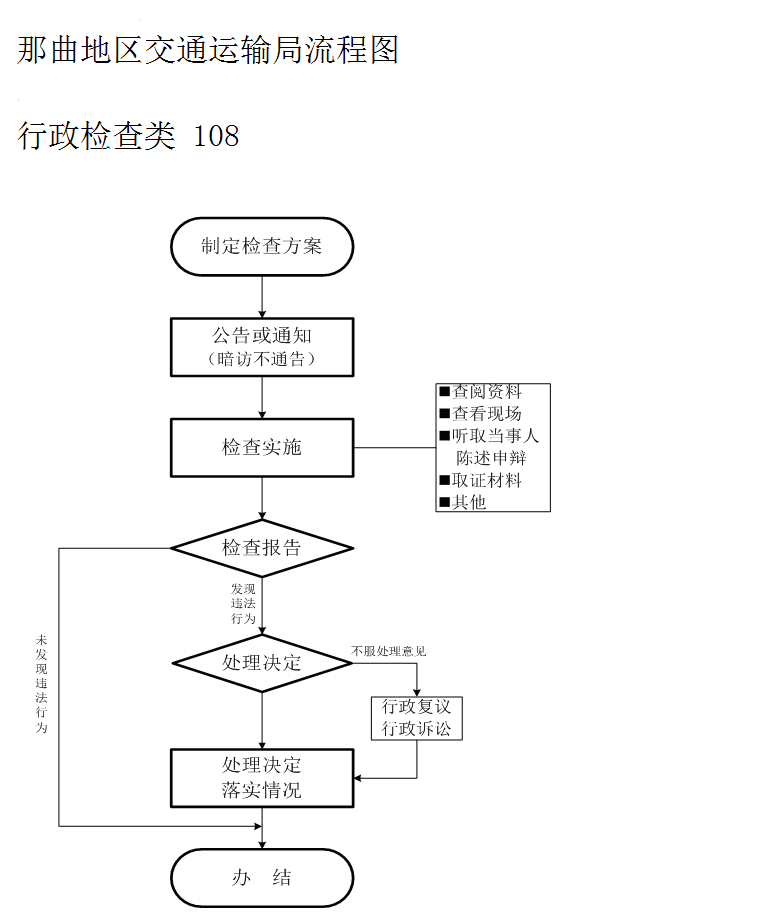 那曲地区交通运输局流程图
行政检查类 108
制定检查方案
公告或通知
（暗访不通告）
检查实施
■查阅资料
■查看现场
■听取当事人
陈述申辩
■取证材料
■其他
检查报告
发现
违法
行为
未
发
现
违
法
行
为
处理决定
不服处理意见
行政复议
行政诉讼
处理决定
落实情况
办 结